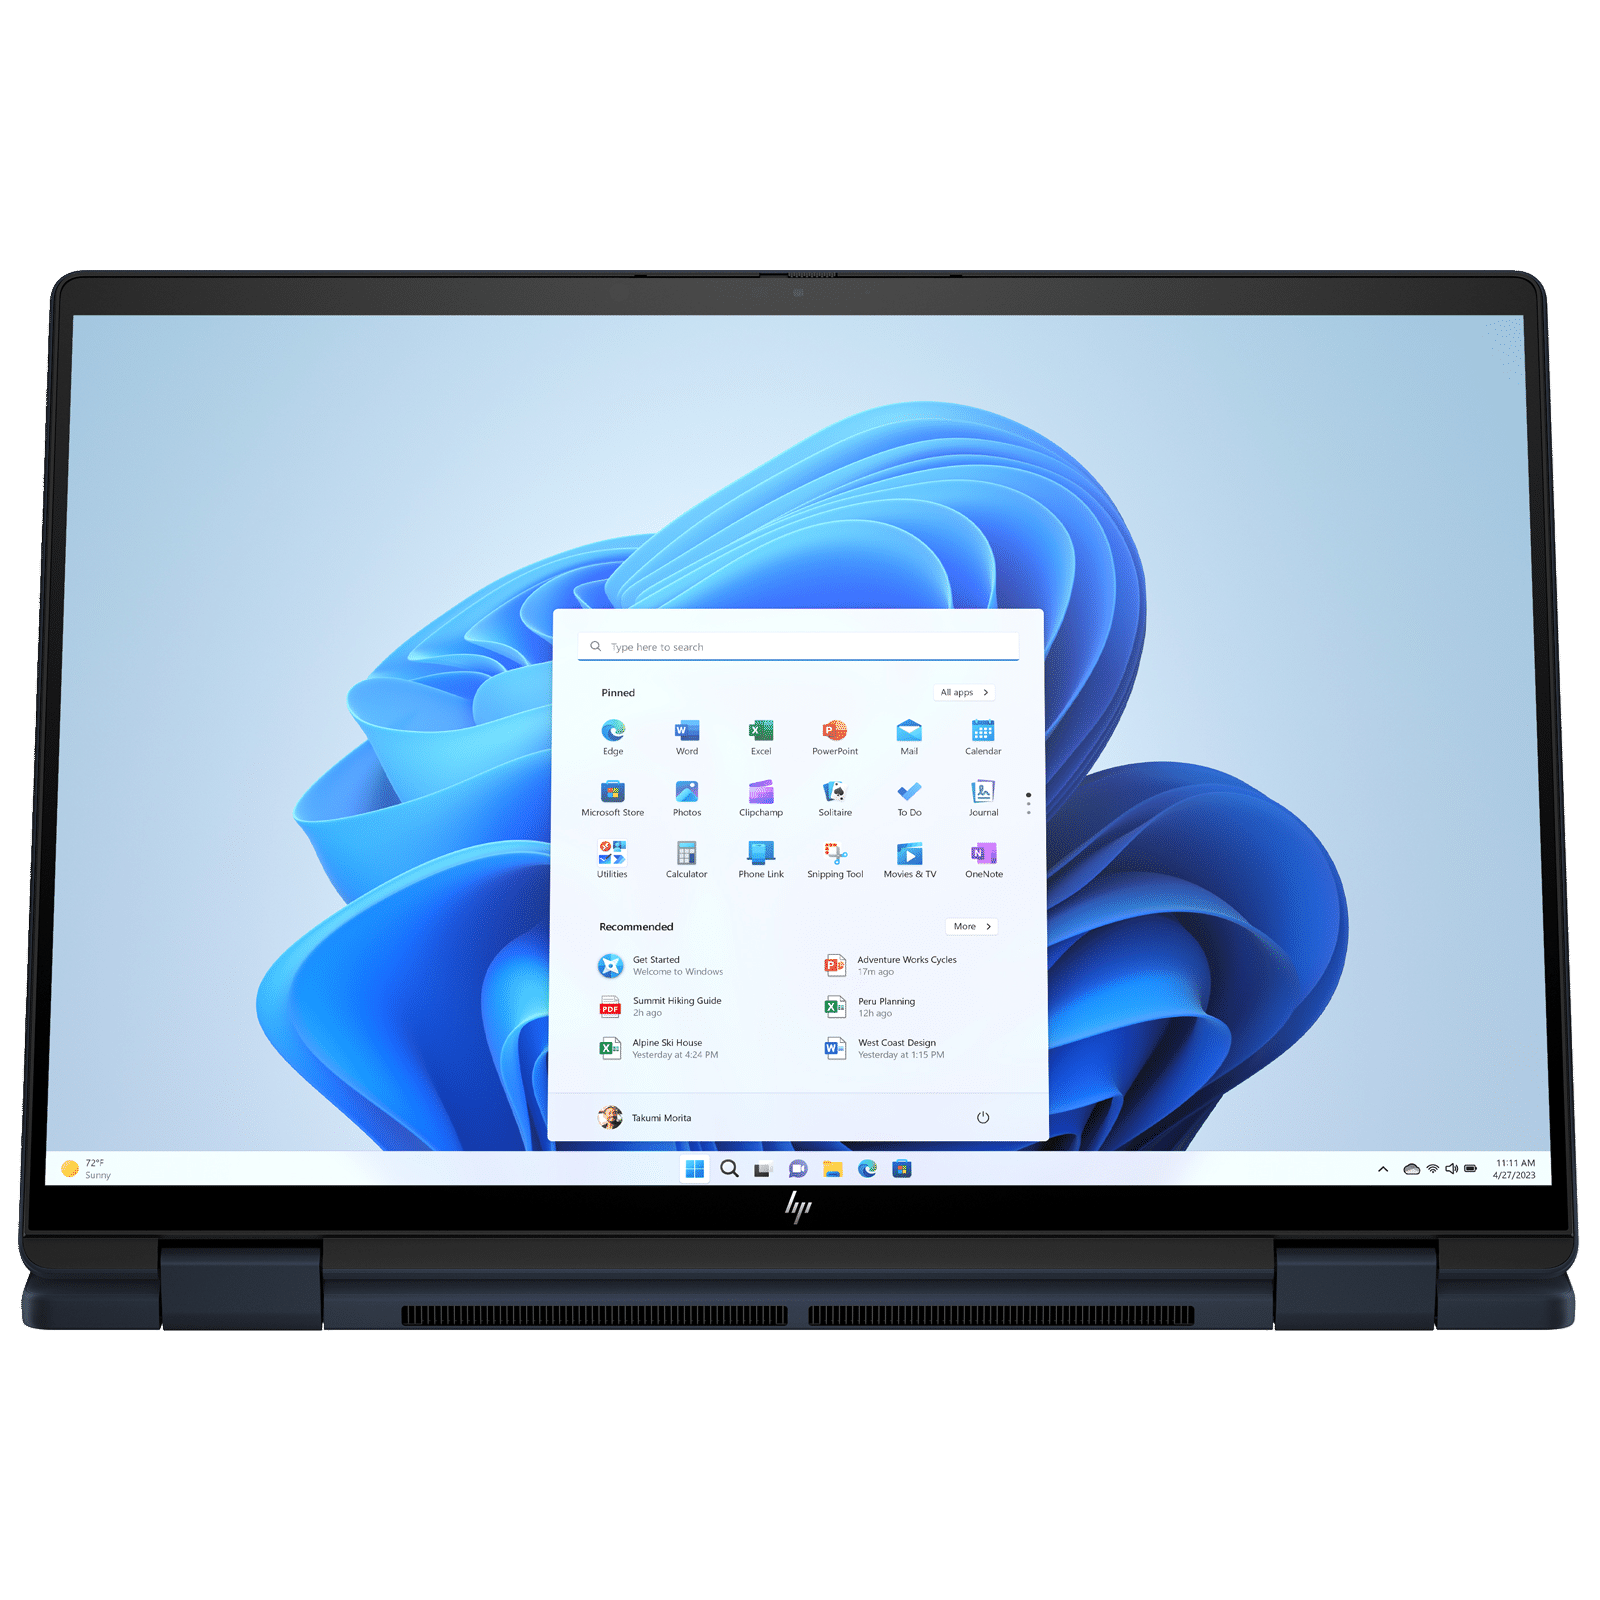 Type here to search
Pinned
All apps
Edge
Word
Excel
PowerPoint
Mail
Calendar
Microsoft Store
Photos
Clipchamp
Solitaire
To Do
Journal
Utilities
Calculator
Phone Link
Snipping Tool
Movies & TV
OneNote
Recommended
More
Get Started
Welcome to Windows
Adventure Works Cycles
17m ago
PDF
Summit Hiking Guide
2h ago
Peru Planning
12h ago
Alpine Ski House
Yesterday at 4:24 PM
West Coast Design
Yesterday at 1:15 PM
Takumi Morita
72°F
Sunny
11:11 AM
4/27/2023
hp